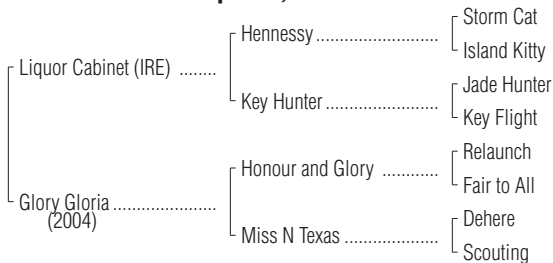 Storm Cat
Hennessy
Island Kitty
Liquor Cabinet (IRE)
Jade Hunter
Key Hunter
Key Flight
Relaunch
Honour and Glory
Fair to All
Glory Gloria
(2004)
Dehere
Miss N Texas
Scouting